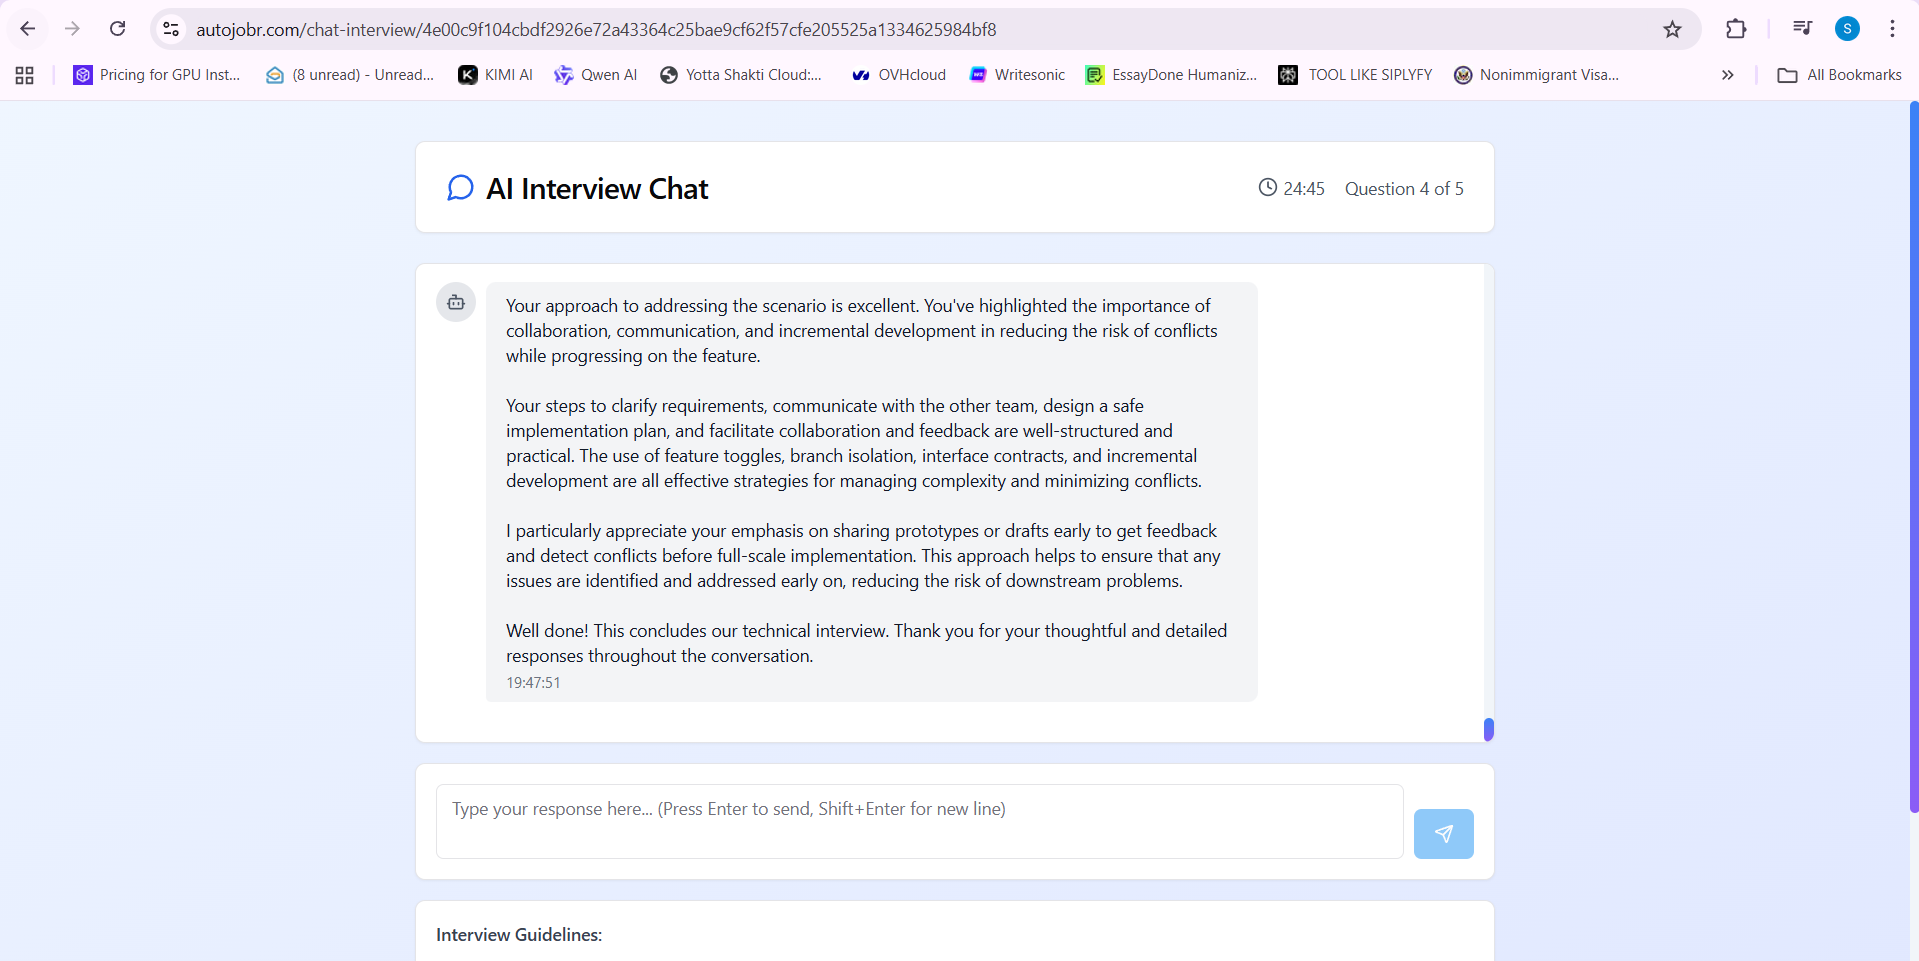 autojobr.com/chat-interview/4e00c9f104cbdf2926e72a43364c25bae9cf62f57cfe205525a1334625984bf8
S
Pricing for GPU Inst...
(8 unread) - Unread...
KIMI AI
Qwen AI
Yotta Shakti Cloud:...
OVHcloud
Writesonic
EssayDone Humaniz...
TOOL LIKE SIPLYFY
Nonimmigrant Visa...
All Bookmarks
AI Interview Chat
24:45
Question 4 of 5
Your approach to addressing the scenario is excellent. You've highlighted the importance of
collaboration, communication, and incremental development in reducing the risk of conflicts
while progressing on the feature.
Your steps to clarify requirements, communicate with the other team, design a safe
implementation plan, and facilitate collaboration and feedback are well-structured and
practical. The use of feature toggles, branch isolation, interface contracts, and incremental
development are all effective strategies for managing complexity and minimizing conflicts.
I particularly appreciate your emphasis on sharing prototypes or drafts early to get feedback
and detect conflicts before full-scale implementation. This approach helps to ensure that any
issues are identified and addressed early on, reducing the risk of downstream problems.
Well done! This concludes our technical interview. Thank you for your thoughtful and detailed
responses throughout the conversation.
19:47:51
Type your response here... (Press Enter to send, Shift+Enter for new line)
Interview Guidelines: